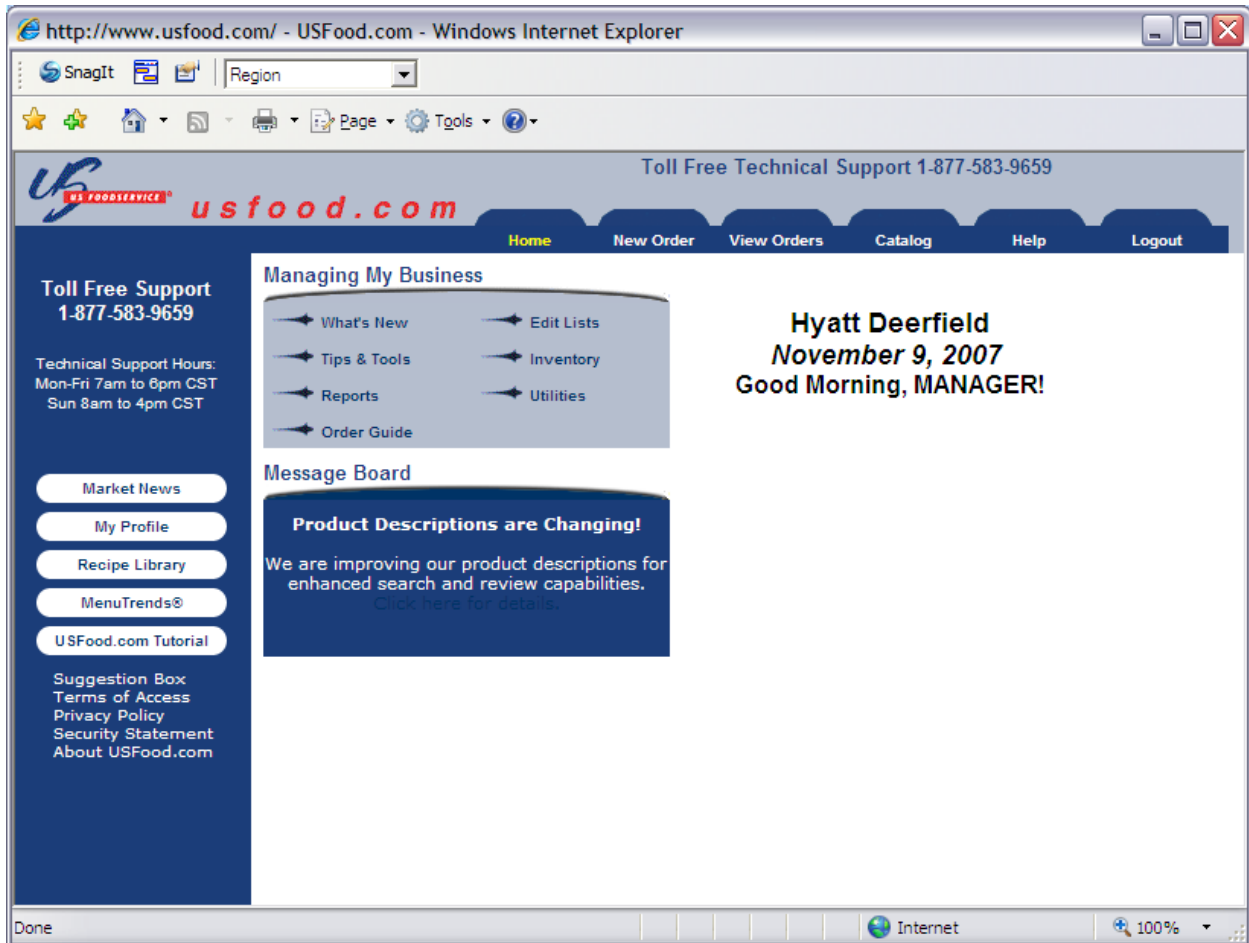 http://www.usfood.com/ - USFood.com - Windows Internet Explorer
SnagIt Region
Page Tools
Toll Free Technical Support 1-877-583-9659
US FOODSERVICE®
usfood.com
Home New Order View Orders Catalog Help Logout
Toll Free Support
1-877-583-9659
Technical Support Hours:
Mon-Fri 7am to 6pm CST
Sun 8am to 4pm CST
Market News
My Profile
Recipe Library
MenuTrends®
USFood.com Tutorial
Suggestion Box
Terms of Access
Privacy Policy
Security Statement
About USFood.com
Managing My Business
What's New Edit Lists
Tips & Tools Inventory
Reports Utilities
Order Guide
Message Board
Product Descriptions are Changing!
We are improving our product descriptions for
enhanced search and review capabilities.
Click here for details.
Hyatt Deerfield
November 9, 2007
Good Morning, MANAGER!
Done Internet 100%